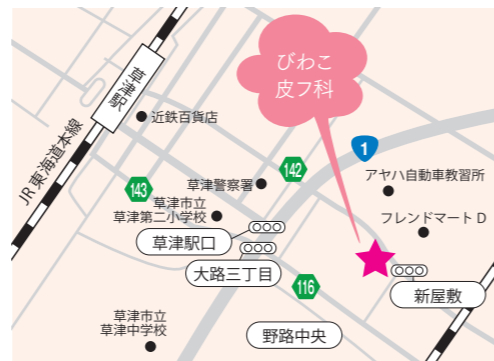 びわこ
皮フ科
草津駅
近鉄百貨店
JR東海道本線
1
142
アヤハ自動車教習所
草津警察署
143
草津市立
草津第二小学校
フレンドマート D
草津駅口
大路三丁目
新屋敷
116
草津市立
草津中学校
野路中央